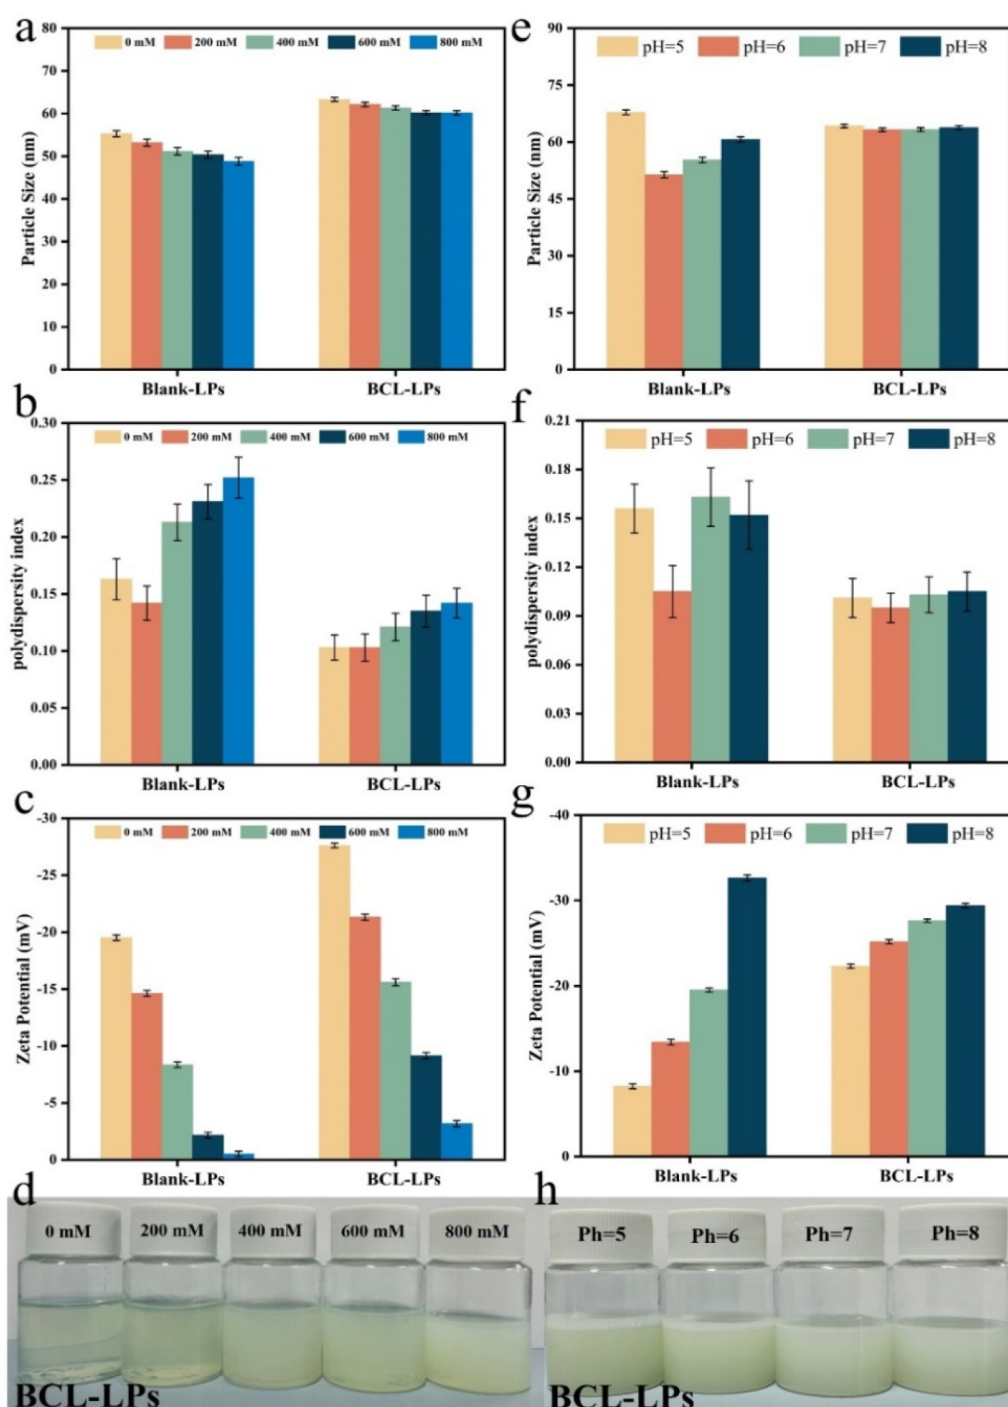 a
0 mM 200 mM 400 mM 600 mM 800 mM
80
70
60
50
40
30
20
10
0
Particle Size (nm)
Blank-LPs BCL-LPs
e
pH=5 pH=6 pH=7 pH=8
90
75
60
45
30
15
0
Particle Size (nm)
Blank-LPs BCL-LPs
b
0 mM 200 mM 400 mM 600 mM 800 mM
0.30
0.25
0.20
0.15
0.10
0.05
0.00
polydispersity index
Blank-LPs BCL-LPs
f
pH=5 pH=6 pH=7 pH=8
0.21
0.18
0.15
0.12
0.09
0.06
0.03
0.00
polydispersity index
Blank-LPs BCL-LPs
c
0 mM 200 mM 400 mM 600 mM 800 mM
-30
-25
-20
-15
-10
-5
0
Zeta Potential (mV)
Blank-LPs BCL-LPs
g
pH=5 pH=6 pH=7 pH=8
-40
-30
-20
-10
0
Zeta Potential (mV)
Blank-LPs BCL-LPs
d
0 mM 200 mM 400 mM 600 mM 800 mM
BCL-LPs
h
Ph=5 Ph=6 Ph=7 Ph=8
BCL-LPs